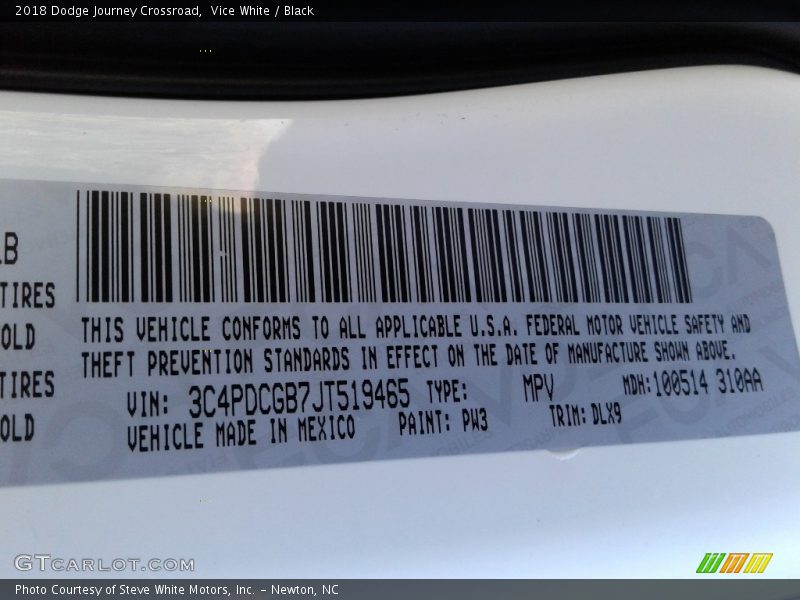 2018 Dodge Journey Crossroad, Vice White / Black
LB
TIRES
OLD
TIRES
OLD
THIS VEHICLE CONFORMS TO ALL APPLICABLE U.S.A. FEDERAL MOTOR VEHICLE SAFETY AND
THEFT PREVENTION STANDARDS IN EFFECT ON THE DATE OF MANUFACTURE SHOWN ABOVE.
VIN: 3C4PDCGB7JT519465 TYPE: MPV MDH: 100514 310AA
VEHICLE MADE IN MEXICO PAINT: PW3 TRIM: DLX9
GTCARLOT.COM
Photo Courtesy of Steve White Motors, Inc. – Newton, NC